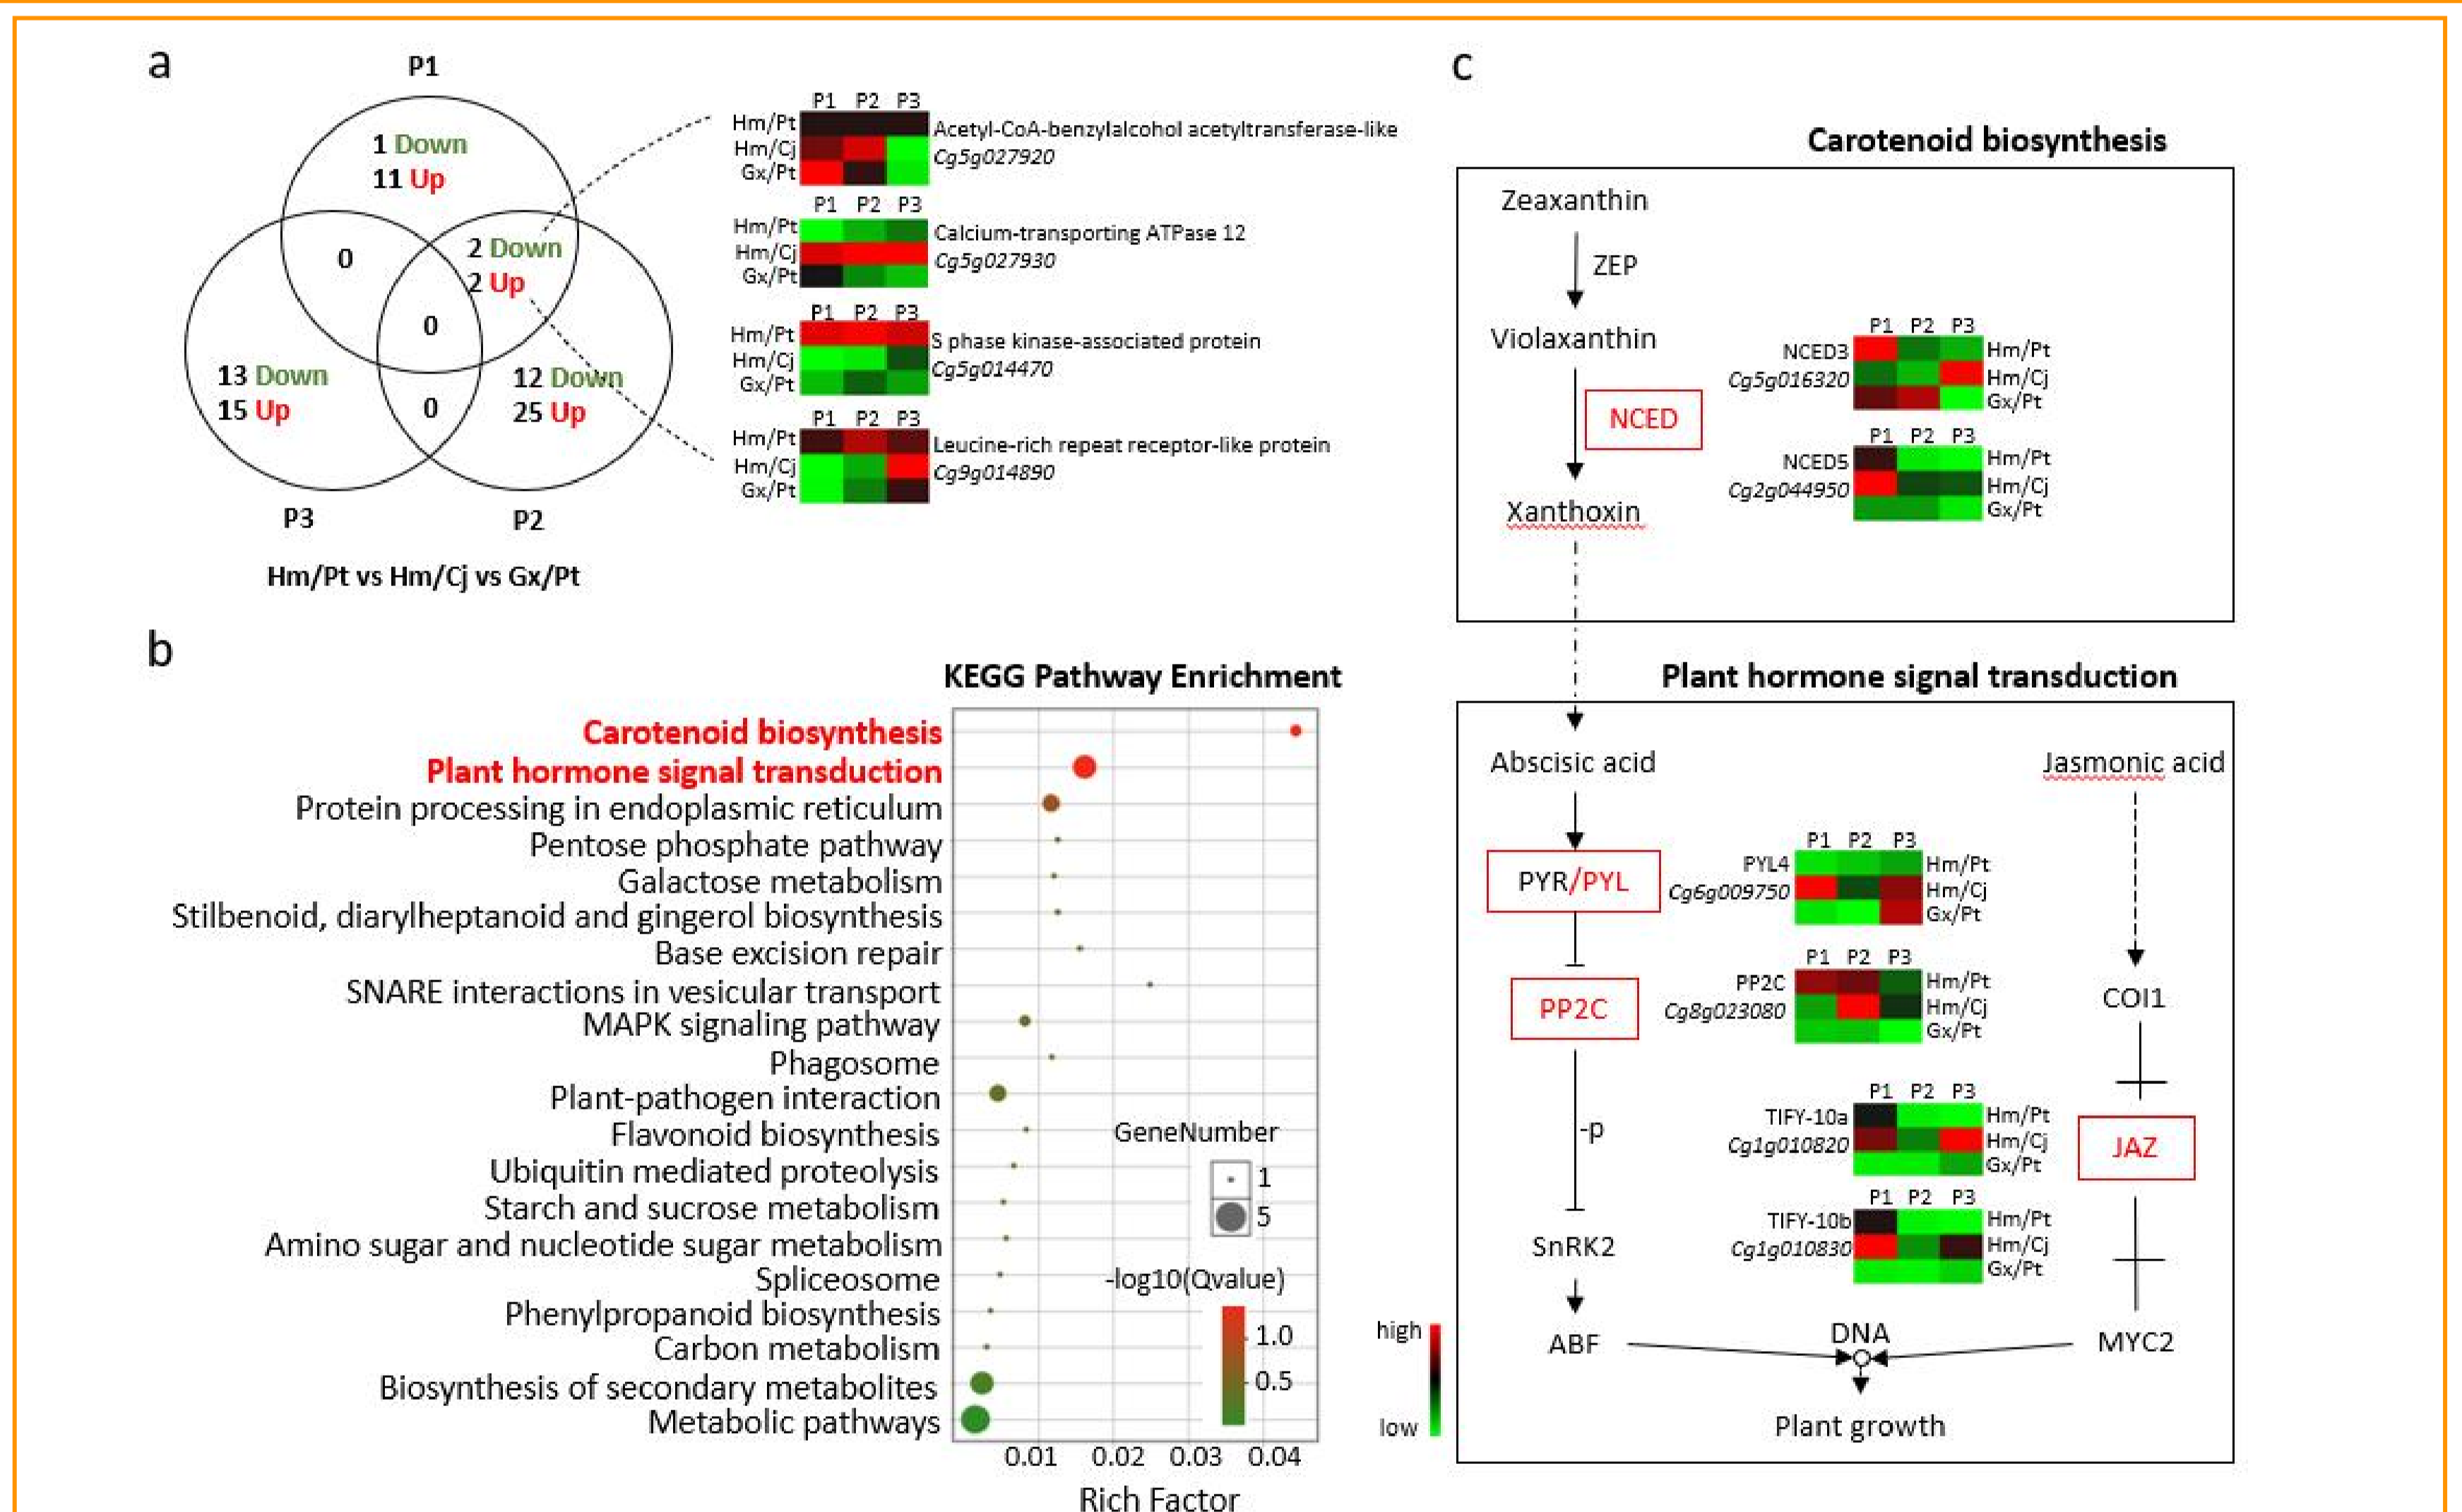 a
P1
1 Down
11 Up
0
2 Down
2 Up
0
13 Down
15 Up
0
12 Down
25 Up
P3
P2
Hm/Pt vs Hm/Cj vs Gx/Pt
P1 P2 P3
Hm/Pt
Hm/Cj
Gx/Pt
Acetyl-CoA-benzylalcohol acetyltransferase-like
Cg5g027920
P1 P2 P3
Hm/Pt
Hm/Cj
Gx/Pt
Calcium-transporting ATPase 12
Cg5g027930
P1 P2 P3
Hm/Pt
Hm/Cj
Gx/Pt
S phase kinase-associated protein
Cg5g014470
P1 P2 P3
Hm/Pt
Hm/Cj
Gx/Pt
Leucine-rich repeat receptor-like protein
Cg9g014890
b
KEGG Pathway Enrichment
Carotenoid biosynthesis
Plant hormone signal transduction
Protein processing in endoplasmic reticulum
Pentose phosphate pathway
Galactose metabolism
Stilbenoid, diarylheptanoid and gingerol biosynthesis
Base excision repair
SNARE interactions in vesicular transport
MAPK signaling pathway
Phagosome
Plant-pathogen interaction
Flavonoid biosynthesis
Ubiquitin mediated proteolysis
Starch and sucrose metabolism
Amino sugar and nucleotide sugar metabolism
Spliceosome
Phenylpropanoid biosynthesis
Carbon metabolism
Biosynthesis of secondary metabolites
Metabolic pathways
GeneNumber
1
5
-log10(Qvalue)
1.0
0.5
0.01 0.02 0.03 0.04
Rich Factor
c
Carotenoid biosynthesis
Zeaxanthin
ZEP
Violaxanthin
NCED
Xanthoxin
P1 P2 P3
NCED3
Cg5g016320
Hm/Pt
Hm/Cj
Gx/Pt
P1 P2 P3
NCED5
Cg2g044950
Hm/Pt
Hm/Cj
Gx/Pt
Plant hormone signal transduction
Abscisic acid
Jasmonic acid
PYR/PYL
P1 P2 P3
PYL4
Cg6g009750
Hm/Pt
Hm/Cj
Gx/Pt
PP2C
P1 P2 P3
PP2C
Cg8g023080
Hm/Pt
Hm/Cj
Gx/Pt
COI1
-p
P1 P2 P3
TIFY-10a
Cg1g010820
Hm/Pt
Hm/Cj
Gx/Pt
JAZ
P1 P2 P3
TIFY-10b
Cg1g010830
Hm/Pt
Hm/Cj
Gx/Pt
SnRK2
ABF
DNA
MYC2
Plant growth
high
low